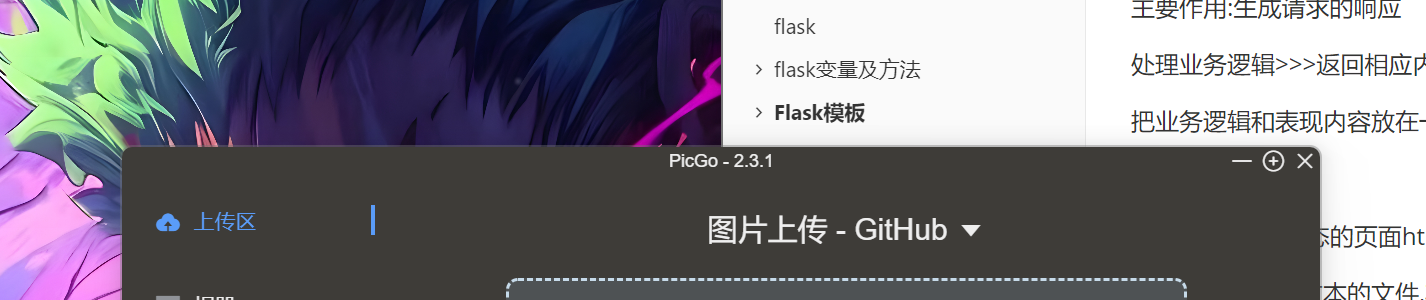 flask
flask变量及方法
Flask模板
主要作用:生成请求的响应
处理业务逻辑>>>返回相应内
把业务逻辑和表现内容放在一
PicGo - 2.3.1
上传区
图片上传 - GitHub
态的页面ht
本的文件